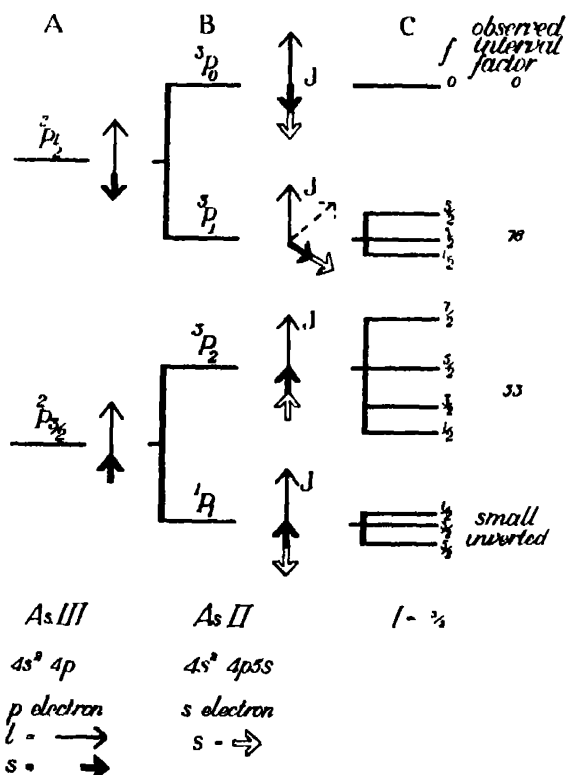 A B C f observed interval factor
³P₀ J 0 0
²P½
³P₁ J 5/2 76
3/2
1/2
³P₂ J 7/2
5/2 33
²P3/2 3/2
1/2
¹P₁ J small inverted
As III As II I = 3/2
4s² 4p 4s² 4p5s
p electron s electron
l = s =
s =